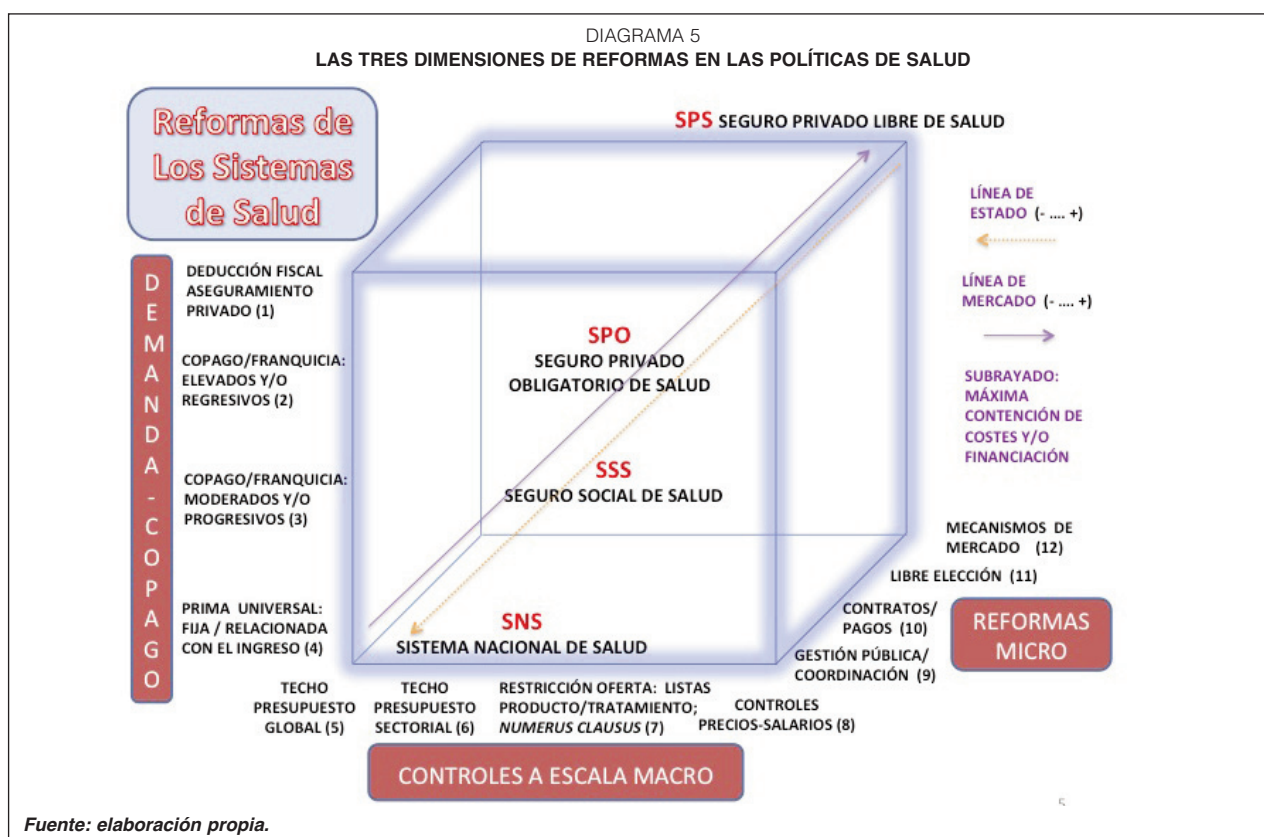 DIAGRAMA 5
LAS TRES DIMENSIONES DE REFORMAS EN LAS POLÍTICAS DE SALUD
Reformas de
Los Sistemas
de Salud
SPS SEGURO PRIVADO LIBRE DE SALUD
LÍNEA DE
ESTADO (- .... +)
LÍNEA DE
MERCADO (- .... +)
SUBRAYADO:
MÁXIMA
CONTENCIÓN DE
COSTES Y/O
FINANCIACIÓN
DEMANDA-COPAGO
DEDUCCIÓN FISCAL
ASEGURAMIENTO
PRIVADO (1)
COPAGO/FRANQUICIA:
ELEVADOS Y/O
REGRESIVOS (2)
COPAGO/FRANQUICIA:
MODERADOS Y/O
PROGRESIVOS (3)
PRIMA UNIVERSAL:
FIJA / RELACIONADA
CON EL INGRESO (4)
SPO
SEGURO PRIVADO
OBLIGATORIO DE SALUD
SSS
SEGURO SOCIAL DE SALUD
SNS
SISTEMA NACIONAL DE SALUD
MECANISMOS DE
MERCADO (12)
LIBRE ELECCIÓN (11)
CONTRATOS/
PAGOS (10)
GESTIÓN PÚBLICA/
COORDINACIÓN (9)
REFORMAS
MICRO
TECHO
PRESUPUESTO
GLOBAL (5)
TECHO
PRESUPUESTO
SECTORIAL (6)
RESTRICCIÓN OFERTA: LISTAS
PRODUCTO/TRATAMIENTO;
NUMERUS CLAUSUS (7)
CONTROLES
PRECIOS-SALARIOS (8)
CONTROLES A ESCALA MACRO
5
Fuente: elaboración propia.